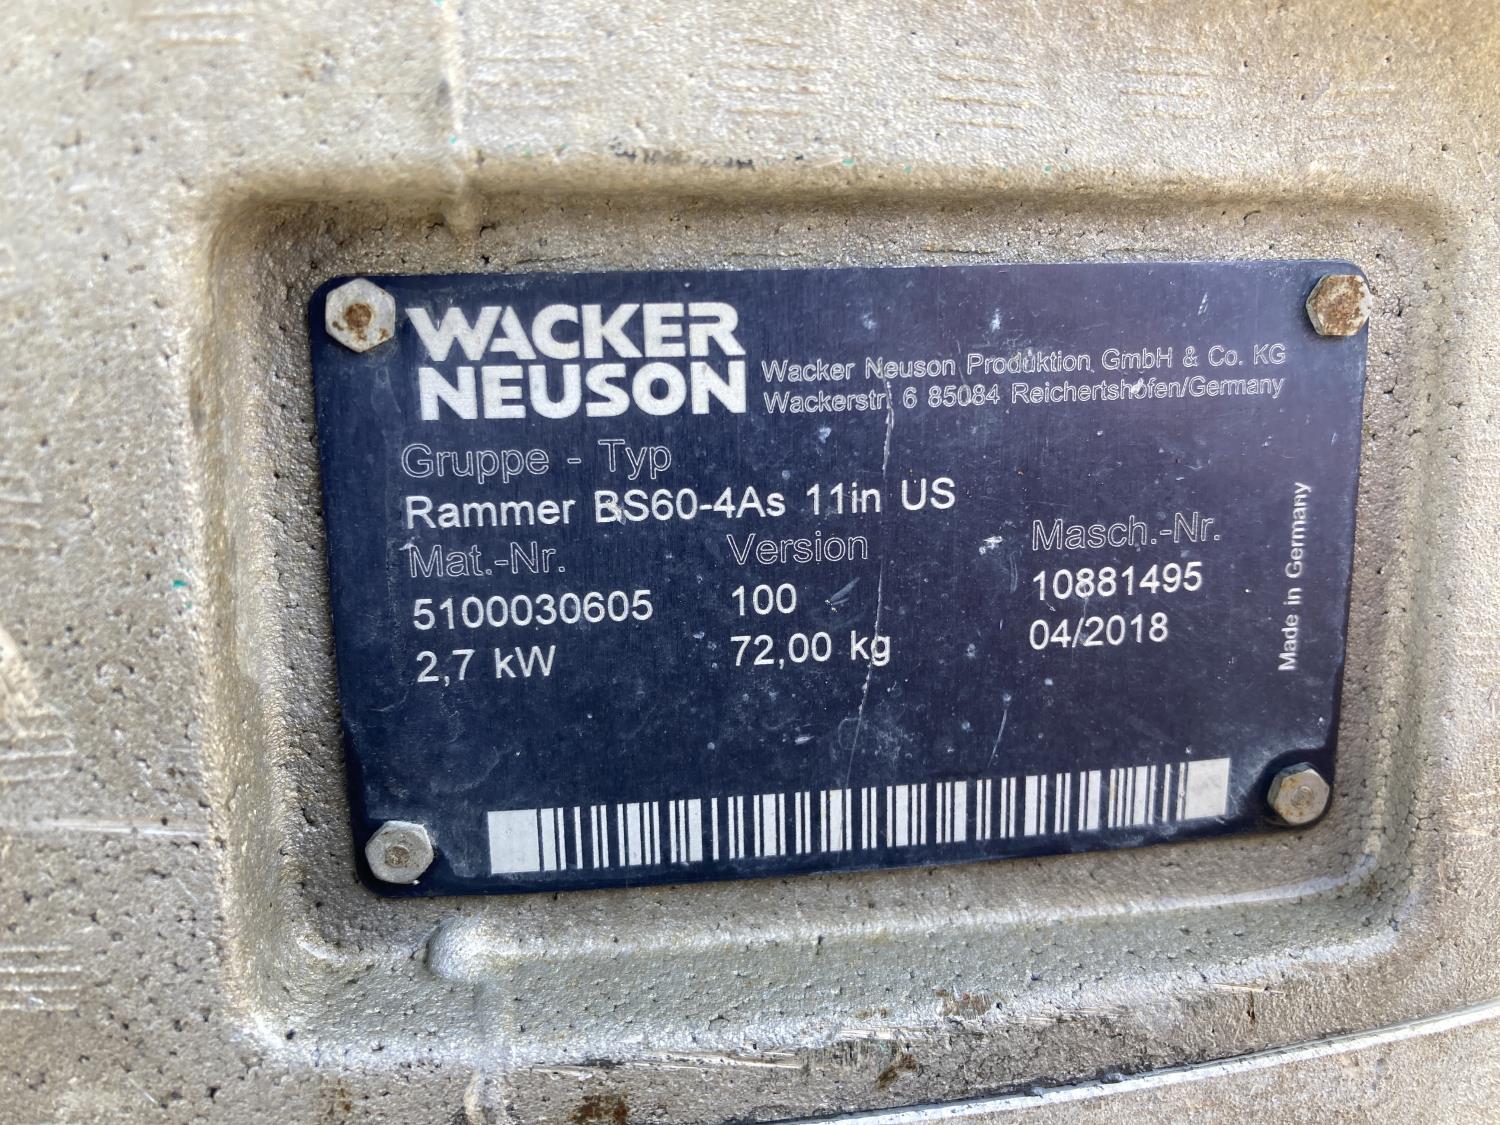 WACKER
NEUSON
Wacker Neuson Produktion GmbH & Co. KG
Wackerstr. 6 85084 Reichertshofen/Germany
Gruppe - Typ
Rammer BS60-4As 11in US
Mat.-Nr. Version Masch.-Nr.
5100030605 100 10881495
2,7 kW 72,00 kg 04/2018
Made in Germany